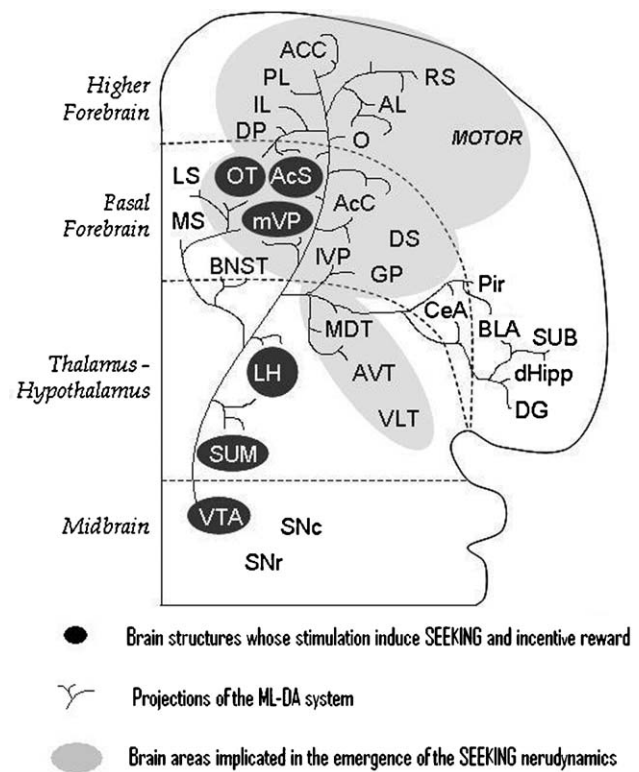 ACC
Higher
Forebrain
PL
RS
IL
AL
DP
O
MOTOR
LS
OT
AcS
Basal
Forebrain
MS
mVP
AcC
DS
BNST
IVP
GP
Pir
CeA
MDT
BLA
SUB
Thalamus -
Hypothalamus
LH
AVT
dHipp
DG
VLT
SUM
Midbrain
VTA
SNc
SNr
Brain structures whose stimulation induce SEEKING and incentive reward
Projections of the ML-DA system
Brain areas implicated in the emergence of the SEEKING nerudynamics